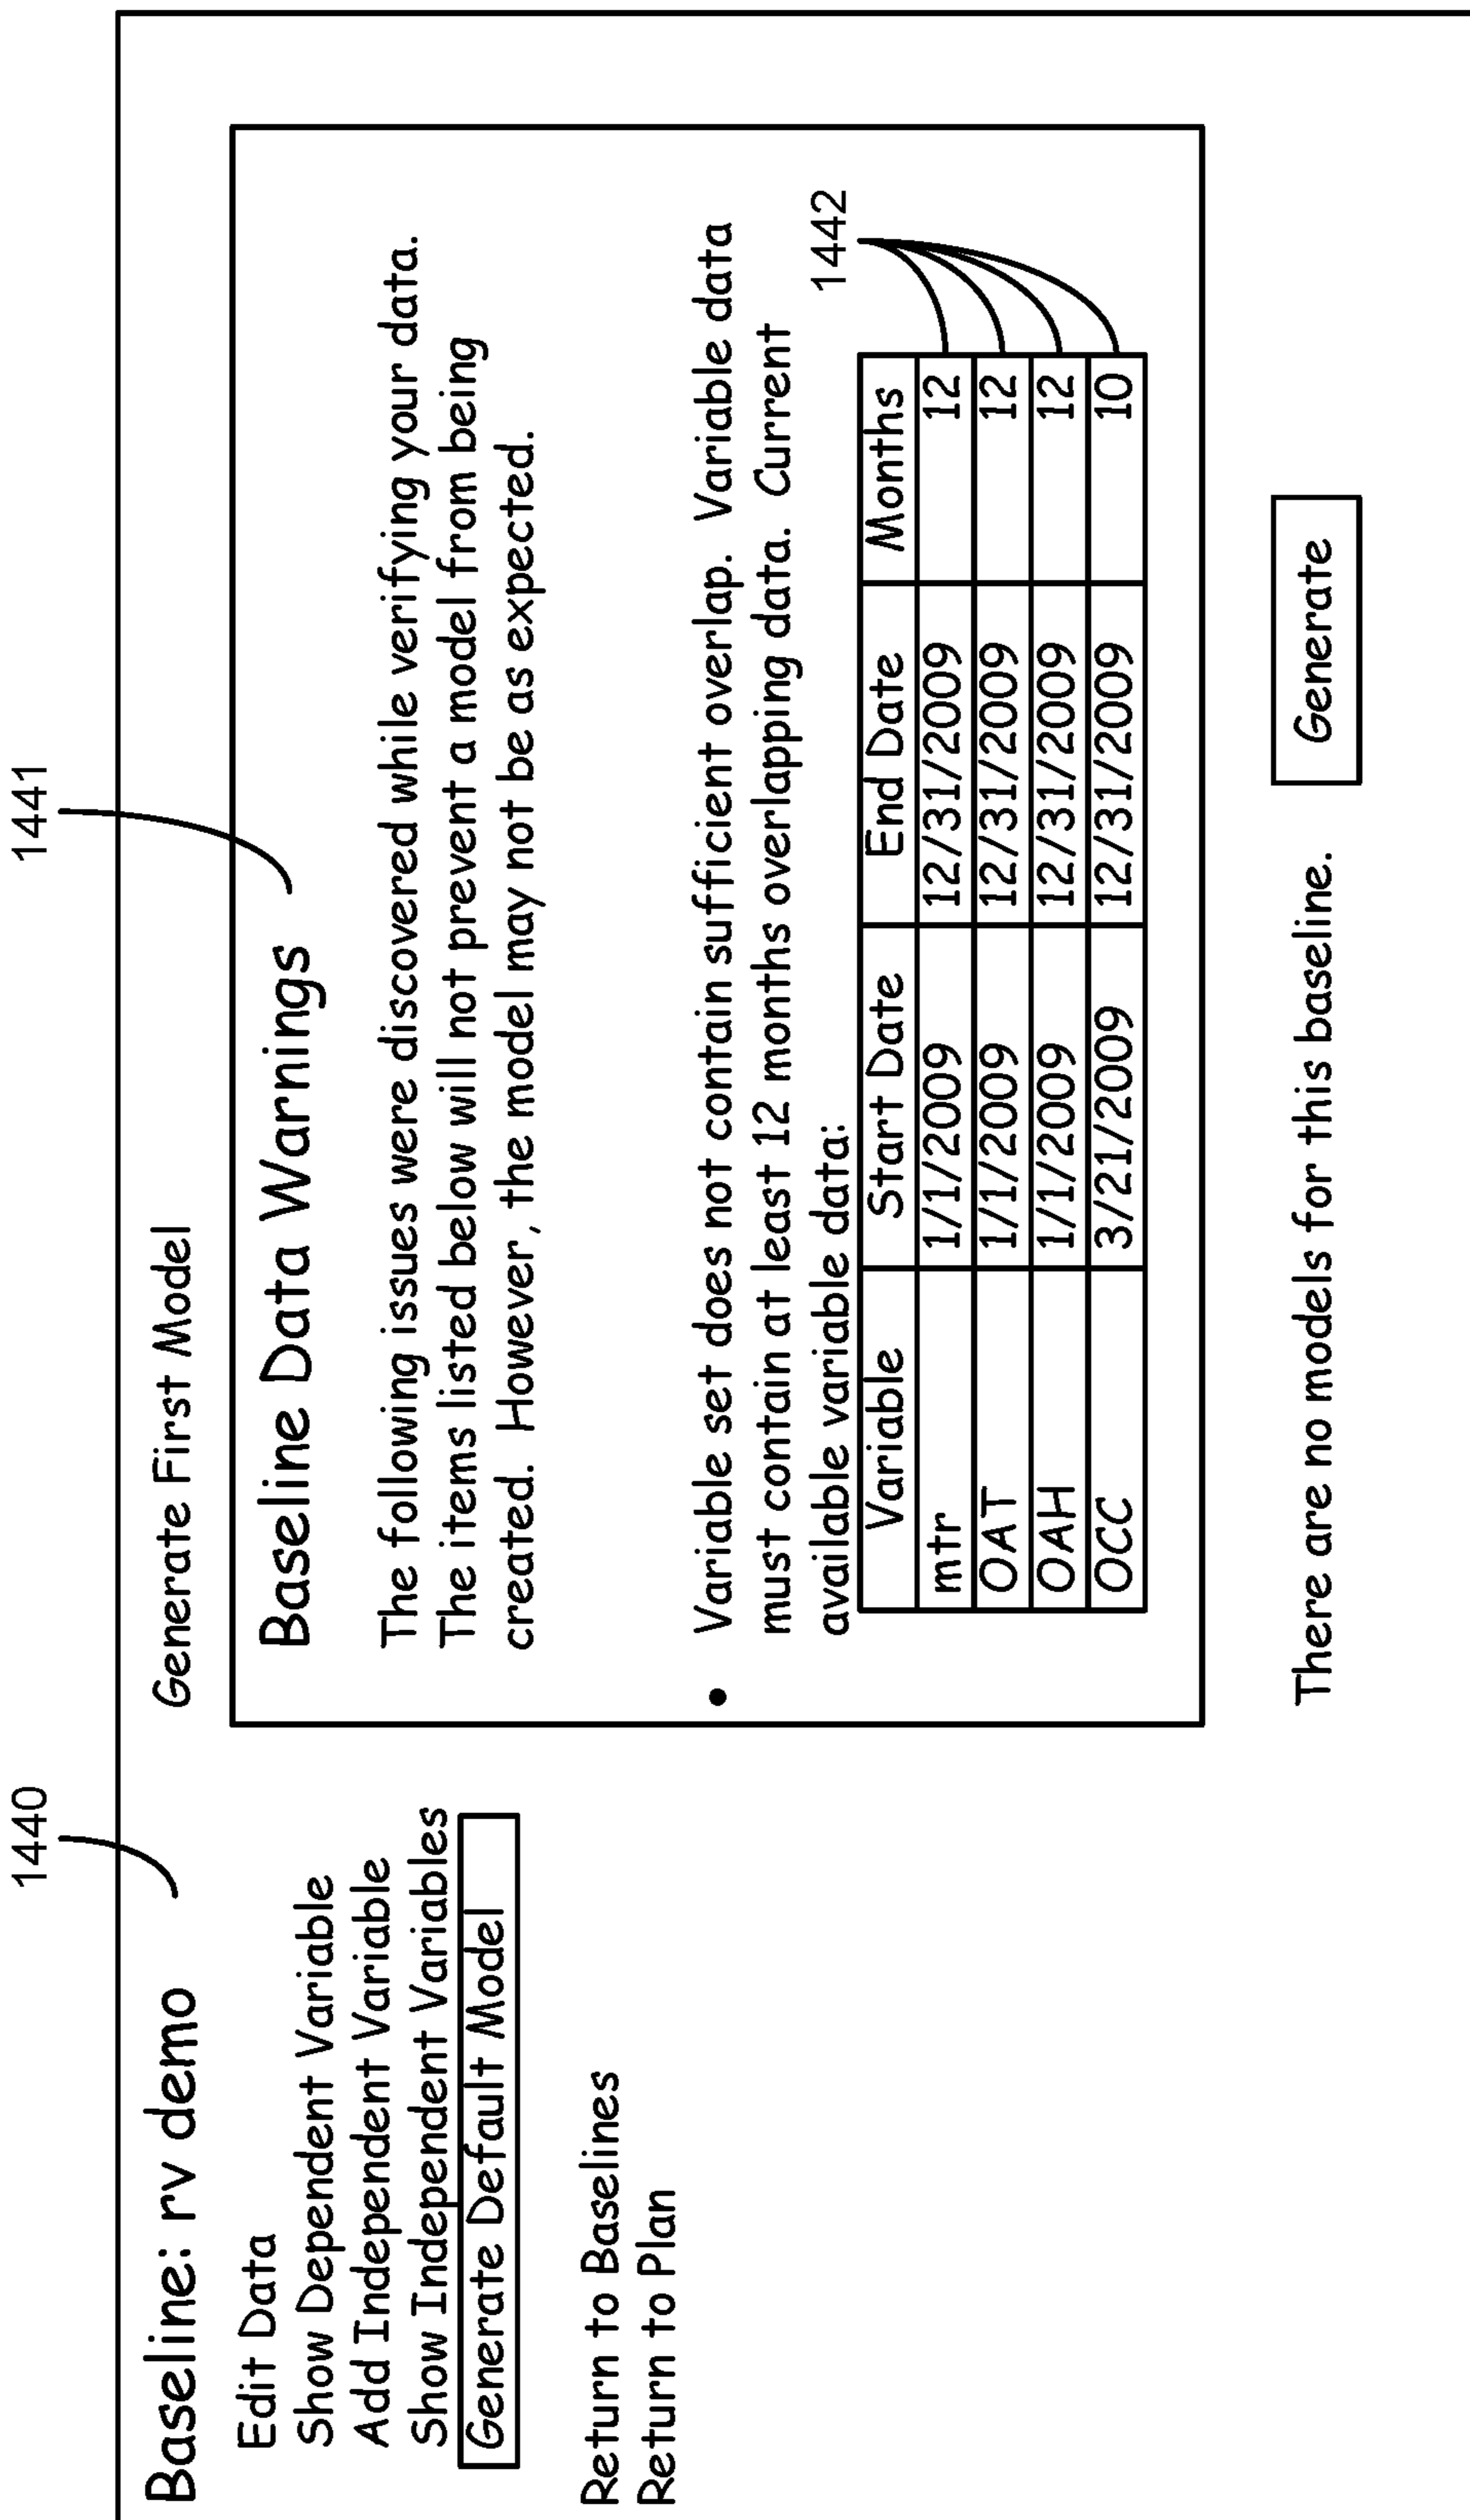 1440
1441
Baseline: rv demo
Edit Data
Show Dependent Variable
Add Independent Variable
Show Independent Variables
Generate Default Model
Return to Baselines
Return to Plan
Generate First Model
Baseline Data Warnings
The following issues were discovered while verifying your data.
The items listed below will not prevent a model from being
created. However, the model may not be as expected.
• Variable set does not contain sufficient overlap. Variable data
must contain at least 12 months overlapping data. Current
available variable data:
1442
Variable Start Date End Date Months
mtr 1/1/2009 12/31/2009 12
OAT 1/1/2009 12/31/2009 12
OAH 1/1/2009 12/31/2009 12
OCC 3/21/2009 12/31/2009 10
There are no models for this baseline.
Generate